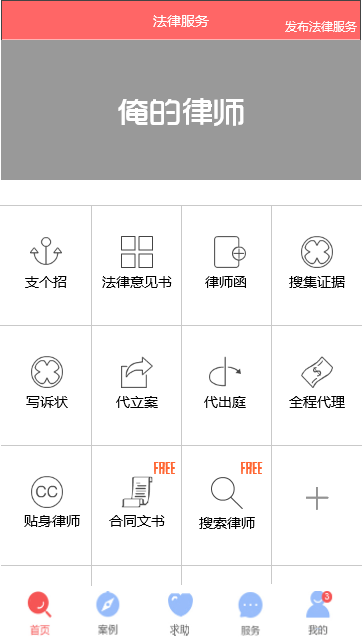 法律服务
发布法律服务
俺的律师
支个招 法律意见书 律师函 搜集证据
写诉状 代立案 代出庭 全程代理
FREE FREE
CC
贴身律师 合同文书 搜索律师
3
首页 案例 求助 服务 我的